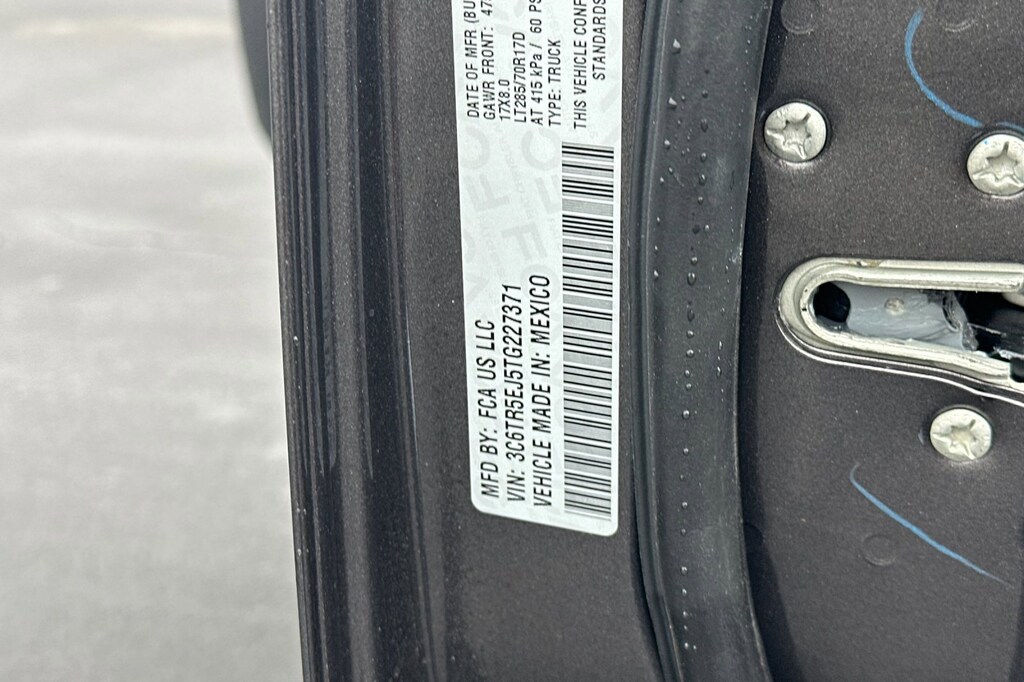 MFD BY: FCA US LLC
DATE OF MFR (BU
GAWR FRONT: 47
VIN: 3C6TR5EJ5TG227371
17X8.0
VEHICLE MADE IN: MEXICO
LT285/70R17D
AT 415 kPa / 60 PS
TYPE: TRUCK
THIS VEHICLE CONF
STANDARDS